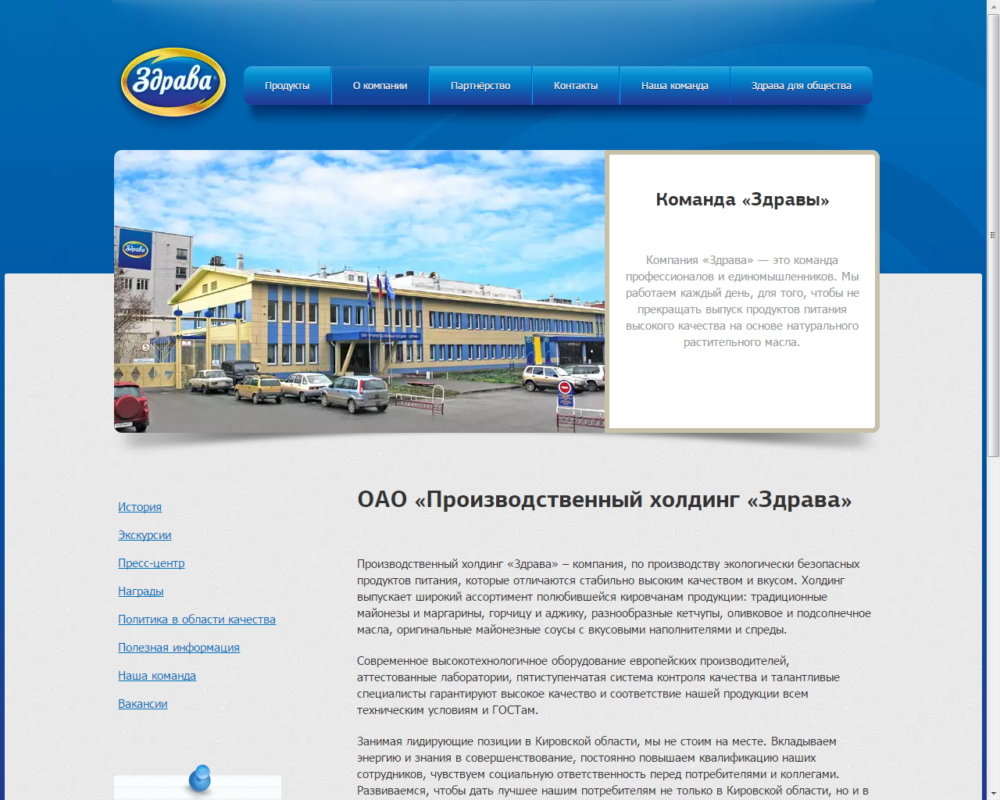 Здрава
Продукты
О компании
Партнёрство
Контакты
Наша команда
Здрава для общества
Здрава
Команда «Здравы»
Компания «Здрава» — это команда
профессионалов и единомышленников. Мы
работаем каждый день, для того, чтобы не
прекращать выпуск продуктов питания
высокого качества на основе натурального
растительного масла.
5
ОАО «ПРОИЗВОДСТВЕННЫЙ ХОЛДИНГ «ЗДРАВА»
История
Экскурсии
Пресс-центр
Награды
Политика в области качества
Полезная информация
Наша команда
Вакансии
ОАО «Производственный холдинг «Здрава»
Производственный холдинг «Здрава» – компания, по производству экологически безопасных
продуктов питания, которые отличаются стабильно высоким качеством и вкусом. Холдинг
выпускает широкий ассортимент полюбившейся кировчанам продукции: традиционные
майонезы и маргарины, горчицу и аджику, разнообразные кетчупы, оливковое и подсолнечное
масла, оригинальные майонезные соусы с вкусовыми наполнителями и спреды.
Современное высокотехнологичное оборудование европейских производителей,
аттестованные лаборатории, пятиступенчатая система контроля качества и талантливые
специалисты гарантируют высокое качество и соответствие нашей продукции всем
техническим условиям и ГОСТам.
Занимая лидирующие позиции в Кировской области, мы не стоим на месте. Вкладываем
энергию и знания в совершенствование, постоянно повышаем квалификацию наших
сотрудников, чувствуем социальную ответственность перед потребителями и коллегами.
Развиваемся, чтобы дать лучшее нашим потребителям не только в Кировской области, но и в